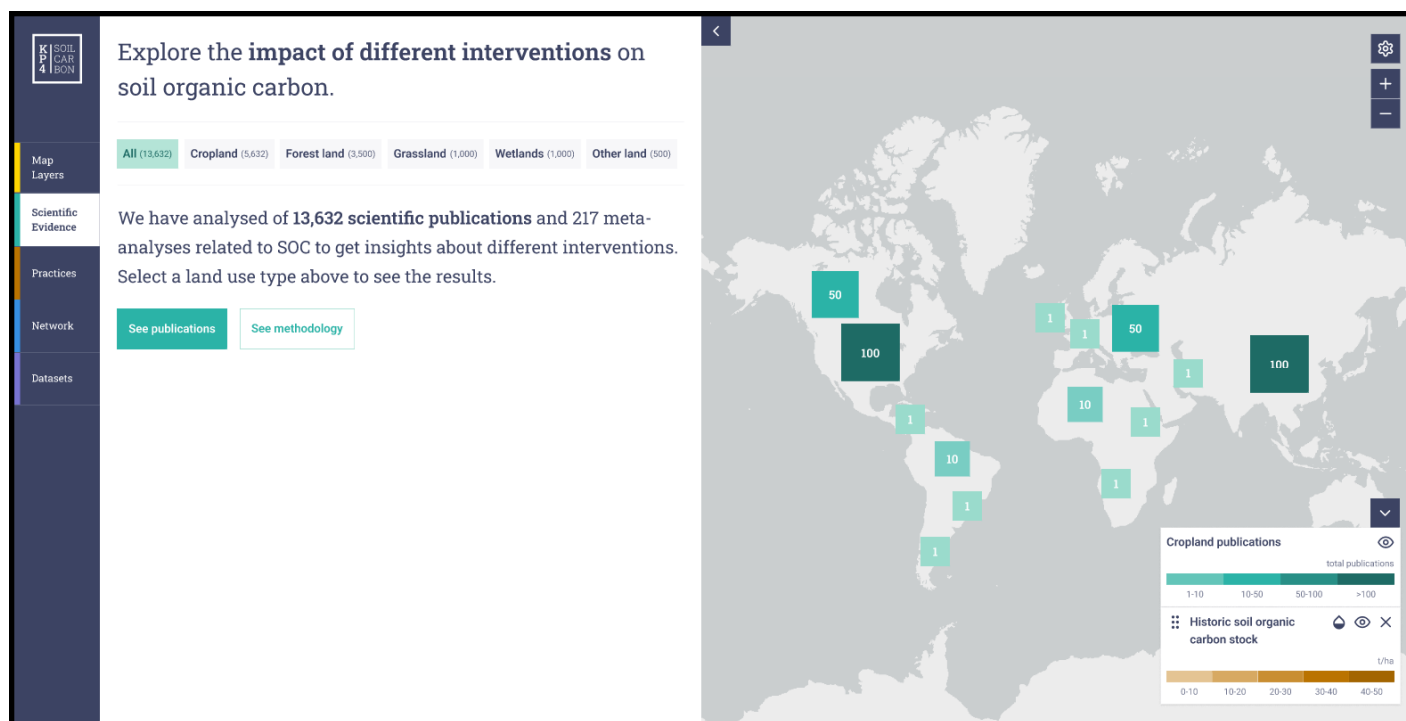 K SOIL
P CAR
4 BON
Map
Layers
Scientific
Evidence
Practices
Network
Datasets
Explore the impact of different interventions on
soil organic carbon.
All (13,632) Cropland (5,632) Forest land (3,500) Grassland (1,000) Wetlands (1,000) Other land (500)
We have analysed of 13,632 scientific publications and 217 meta-
analyses related to SOC to get insights about different interventions.
Select a land use type above to see the results.
See publications See methodology
50
100
1
1
50
100
1
10
1
1
10
1
1
1
Cropland publications
total publications
1-10 10-50 50-100 >100
Historic soil organic
carbon stock
t/ha
0-10 10-20 20-30 30-40 40-50